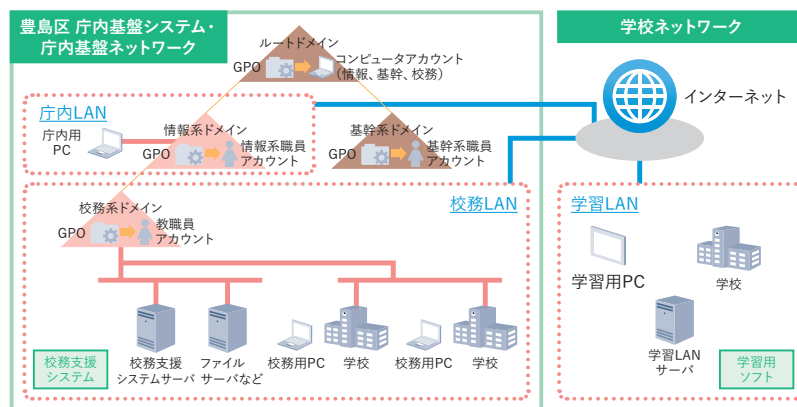 豊島区 庁内基盤システム・
庁内基盤ネットワーク
学校ネットワーク
ルートドメイン
GPO
コンピュータアカウント
(情報、基幹、校務)
インターネット
庁内LAN
庁内用
PC
情報系ドメイン
GPO
情報系職員
アカウント
基幹系ドメイン
GPO
基幹系職員
アカウント
校務LAN
校務系ドメイン
GPO
教職員
アカウント
学習LAN
学習用PC
学校
学習LAN
サーバ
学習用
ソフト
校務支援
システム
校務支援
システムサーバ
ファイル
サーバなど
校務用PC
学校
校務用PC
学校